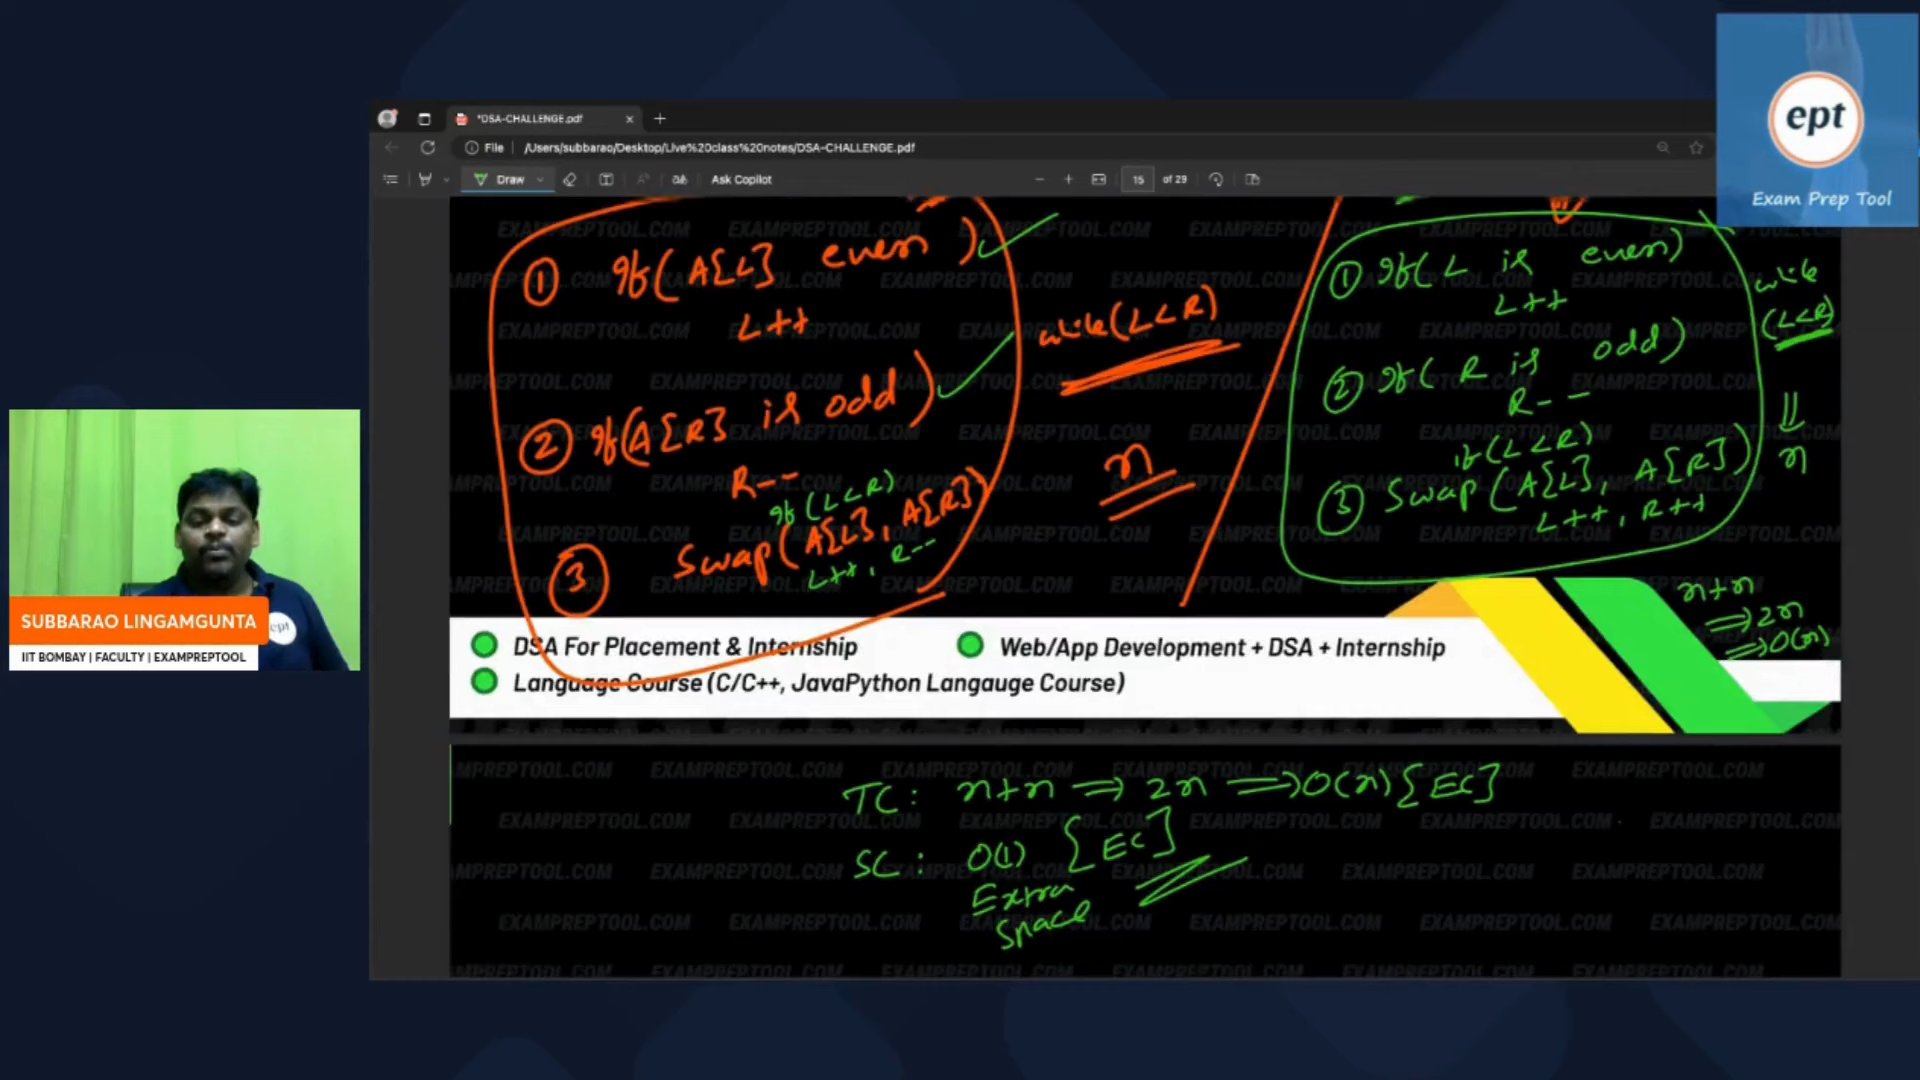 ept
Exam Prep Tool
*DSA-CHALLENGE.pdf
File
/Users/subbarao/Desktop/Live%20class%20notes/DSA-CHALLENGE.pdf
Draw
Ask Copilot
15
of 29
① If(A[L] even)
L++
② If(A[R] is odd)
R--
If(L<R)
③ Swap(A[L], A[R])
L++, R--
while(L<R)
n
① If(L is even)
L++
② If(R is odd)
R--
if(L<R)
③ Swap(A[L], A[R])
L++, R++
while
(L<R)
⇓
n
n+n
⇒ 2n
⇒ O(n)
DSA For Placement & Internship
Web/App Development + DSA + Internship
Language Course (C/C++, JavaPython Langauge Course)
TC: n+n ⇒ 2n ⇒ O(n) [EC]
SC: O(1) [EC]
Extra
Space
EXAMPREPTOOL.COM
ept
SUBBARAO LINGAMGUNTA
IIT BOMBAY | FACULTY | EXAMPREPTOOL